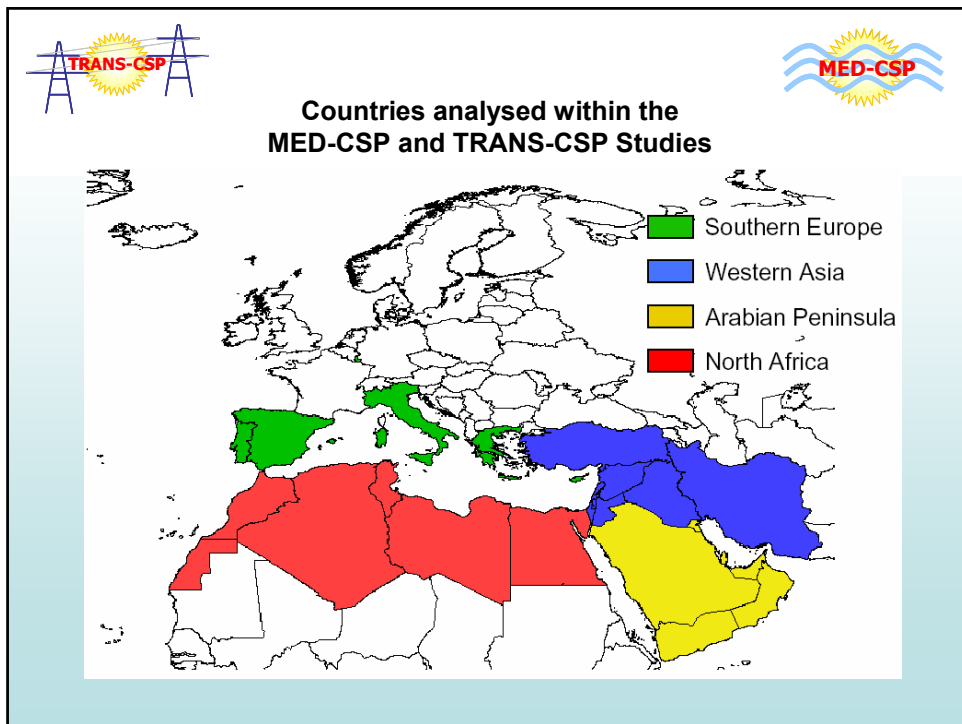 TRANS-CSP
MED-CSP
Countries analysed within the
MED-CSP and TRANS-CSP Studies
Southern Europe
Western Asia
Arabian Peninsula
North Africa